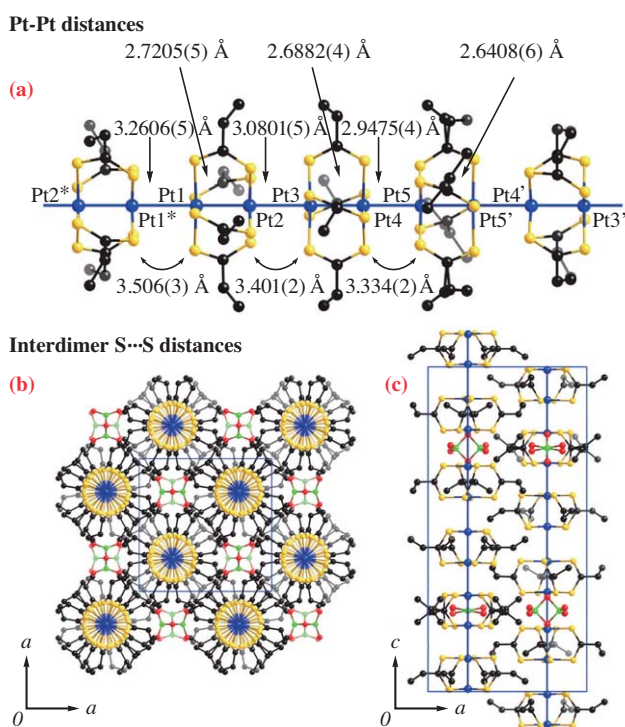 Pt-Pt distances
2.7205(5) Å 2.6882(4) Å 2.6408(6) Å
(a)
3.2606(5) Å 3.0801(5) Å 2.9475(4) Å
Pt2* Pt1 Pt3 Pt5 Pt4'
Pt1* Pt2 Pt4 Pt5' Pt3'
3.506(3) Å 3.401(2) Å 3.334(2) Å
Interdimer S···S distances
(b) (c)
a c
0 a 0 a